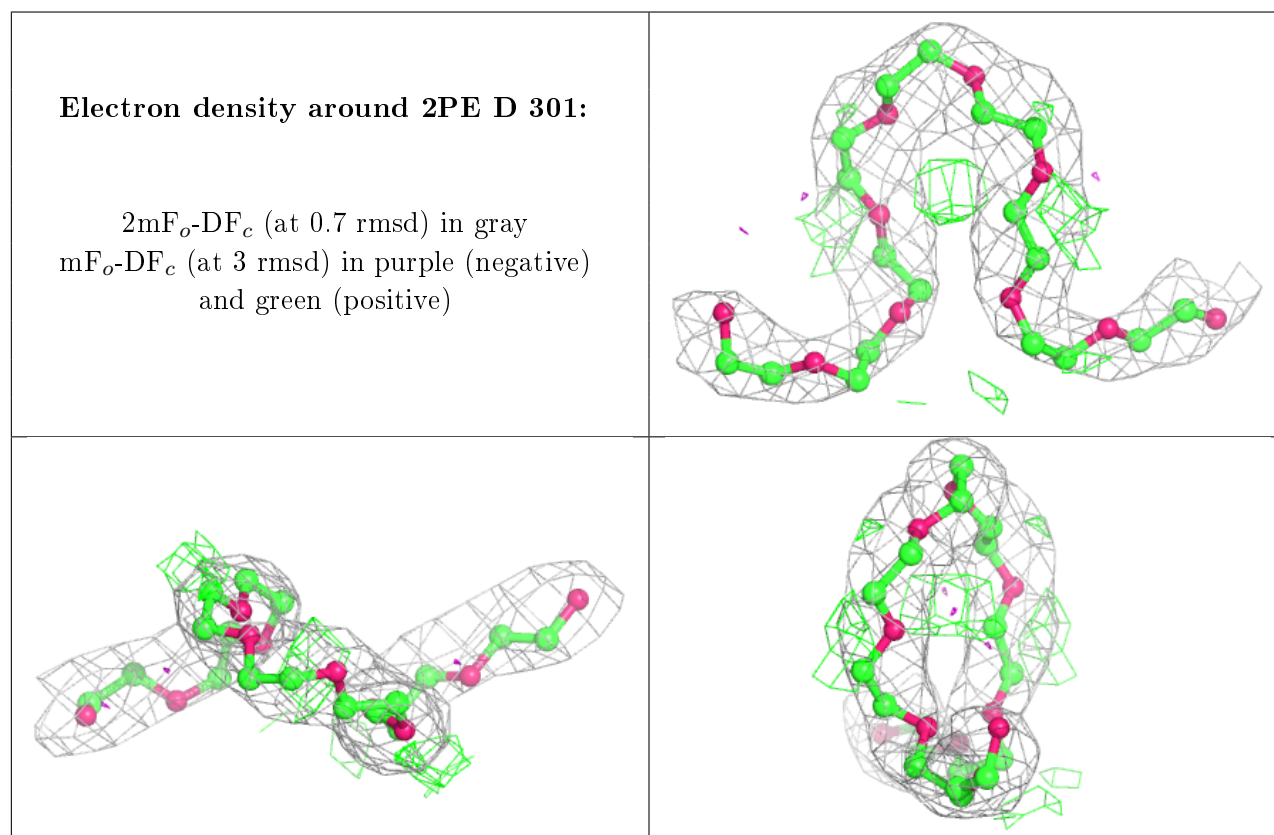 Electron density around 2PE D 301:
2mFₒ-DF𝒸 (at 0.7 rmsd) in gray
mFₒ-DF𝒸 (at 3 rmsd) in purple (negative)
and green (positive)